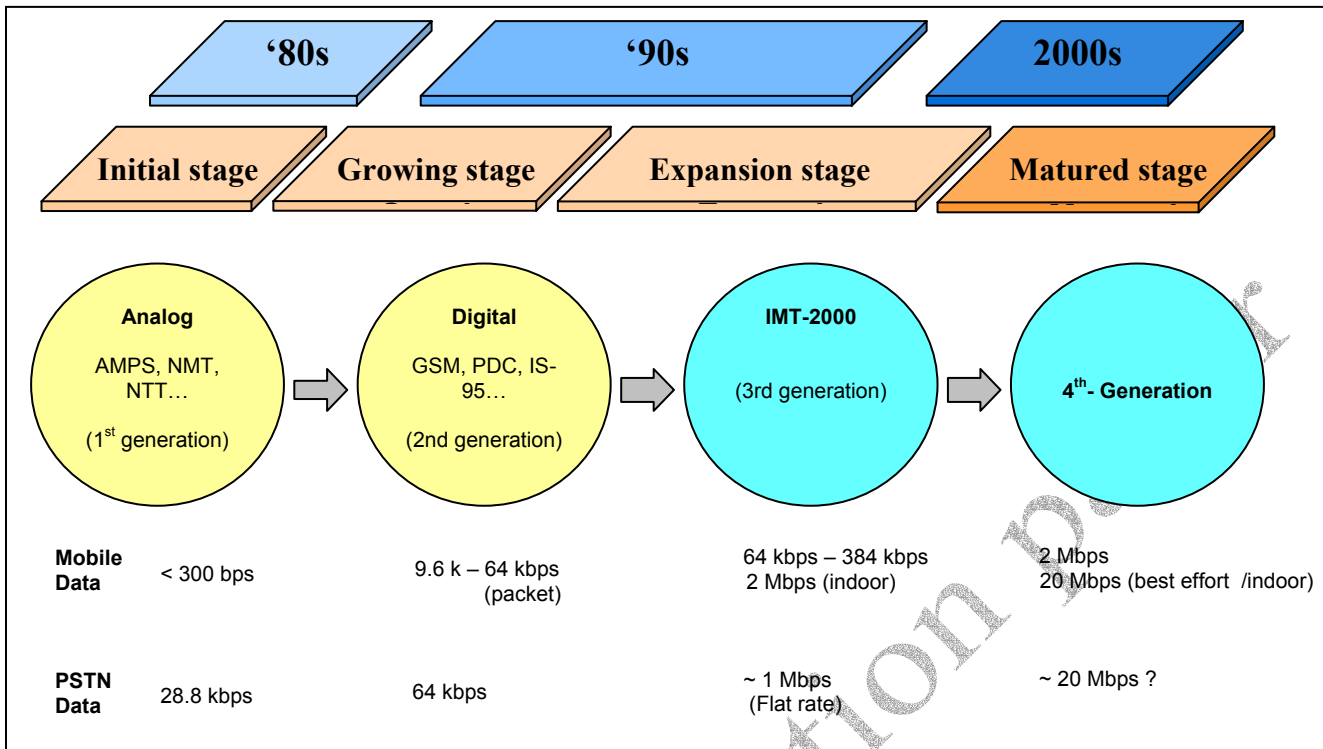 ‘80s
‘90s
2000s
Initial stage
Growing stage
Expansion stage
Matured stage
Analog
AMPS, NMT,
NTT…
(1st generation)
Digital
GSM, PDC, IS-
95…
(2nd generation)
IMT-2000
(3rd generation)
4th- Generation
Mobile
Data
< 300 bps
9.6 k – 64 kbps
(packet)
64 kbps – 384 kbps
2 Mbps (indoor)
2 Mbps
20 Mbps (best effort /indoor)
PSTN
Data
28.8 kbps
64 kbps
~ 1 Mbps
(Flat rate)
~ 20 Mbps ?